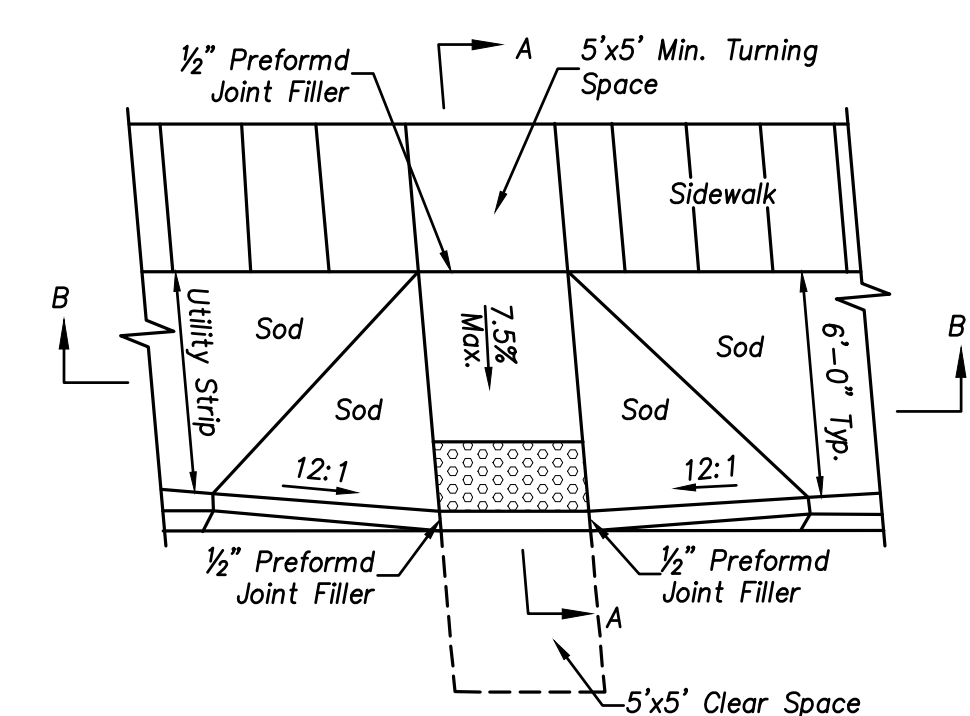 ½” Preformd
Joint Filler
A
5’x5’ Min. Turning
Space
Sidewalk
B
Utility Strip
Sod
7.5%
Max.
Sod
6’-0” Typ.
B
Sod
Sod
12:1
12:1
½” Preformd
Joint Filler
½” Preformd
Joint Filler
A
5’x5’ Clear Space